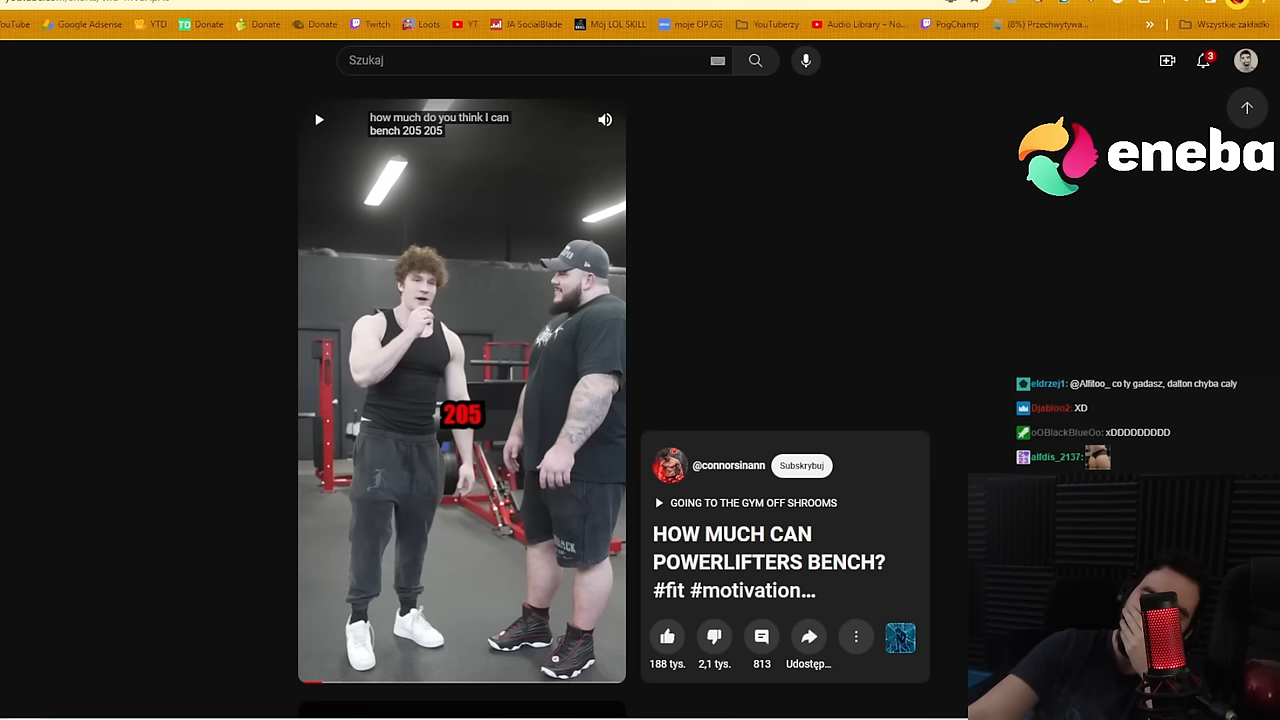 YouTube
Google Adsense
YTD
Donate
Donate
Donate
Twitch
Loots
YT
JA SocialBlade
Mój LOL SKILL
moje OP.GG
YouTuberzy
Audio Library – No...
PogChamp
(8%) Przechwytywa...
»
Wszystkie zakładki
Szukaj
3
how much do you think I can
bench 205 205
eneba
205
eldrzej1: @Alfitoo_ co ty gadasz, dalton chyba caly
Djabloo2: XD
oOBlackBlueOo: xDDDDDDDDD
alfdis_2137:
@connorsinann
Subskrybuj
GOING TO THE GYM OFF SHROOMS
HOW MUCH CAN
POWERLIFTERS BENCH?
#fit #motivation...
188 tys.
2,1 tys.
813
Udostęp...